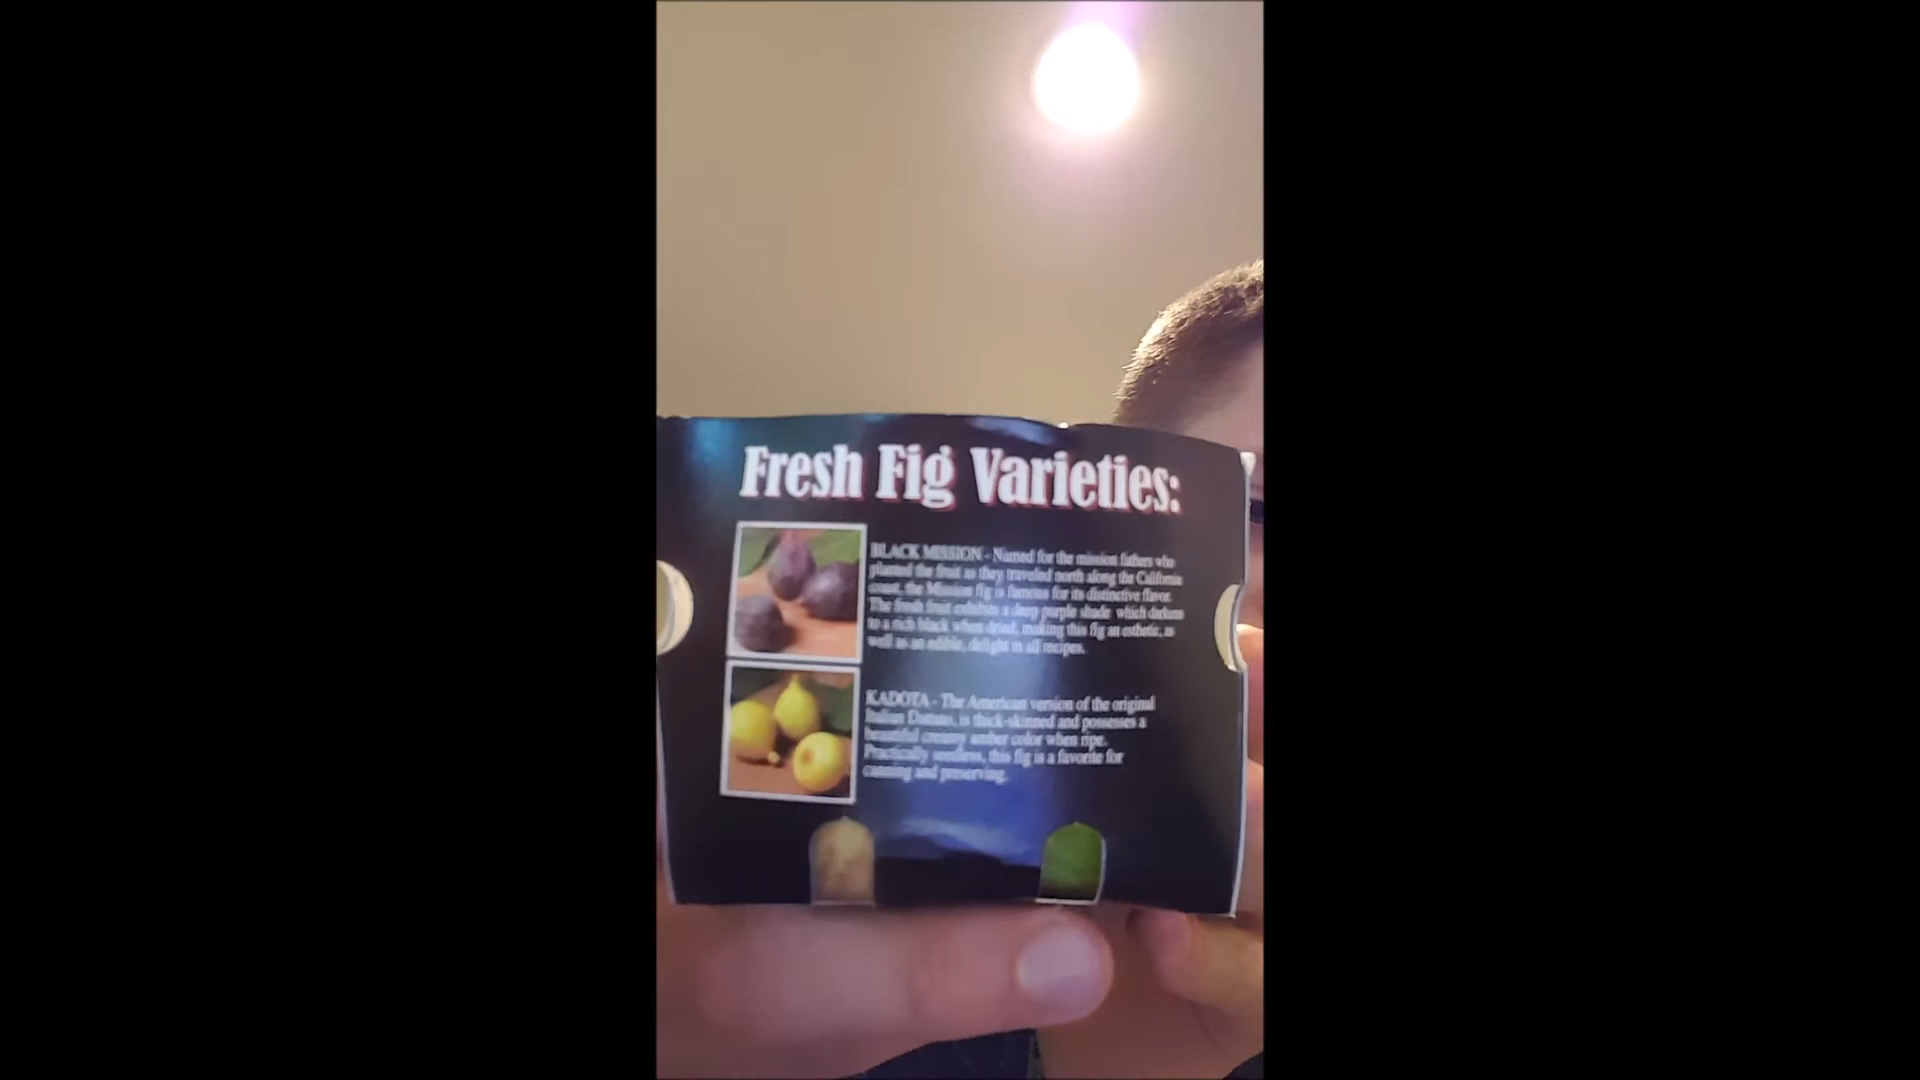 Fresh Fig Varieties:
BLACK MISSION - Named for the mission fathers who
planted the fruit as they traveled north along the California
coast, the Mission fig is famous for its distinctive flavor.
The fresh fruit exhibits a deep purple shade which darkens
to a rich black when dried, making this fig an esthetic, as
well as an edible, delight in all recipes.
KADOTA - The American version of the original
Italian Dattato, is thick-skinned and possesses a
beautiful creamy amber color when ripe.
Practically seedless, this fig is a favorite for
canning and preserving.